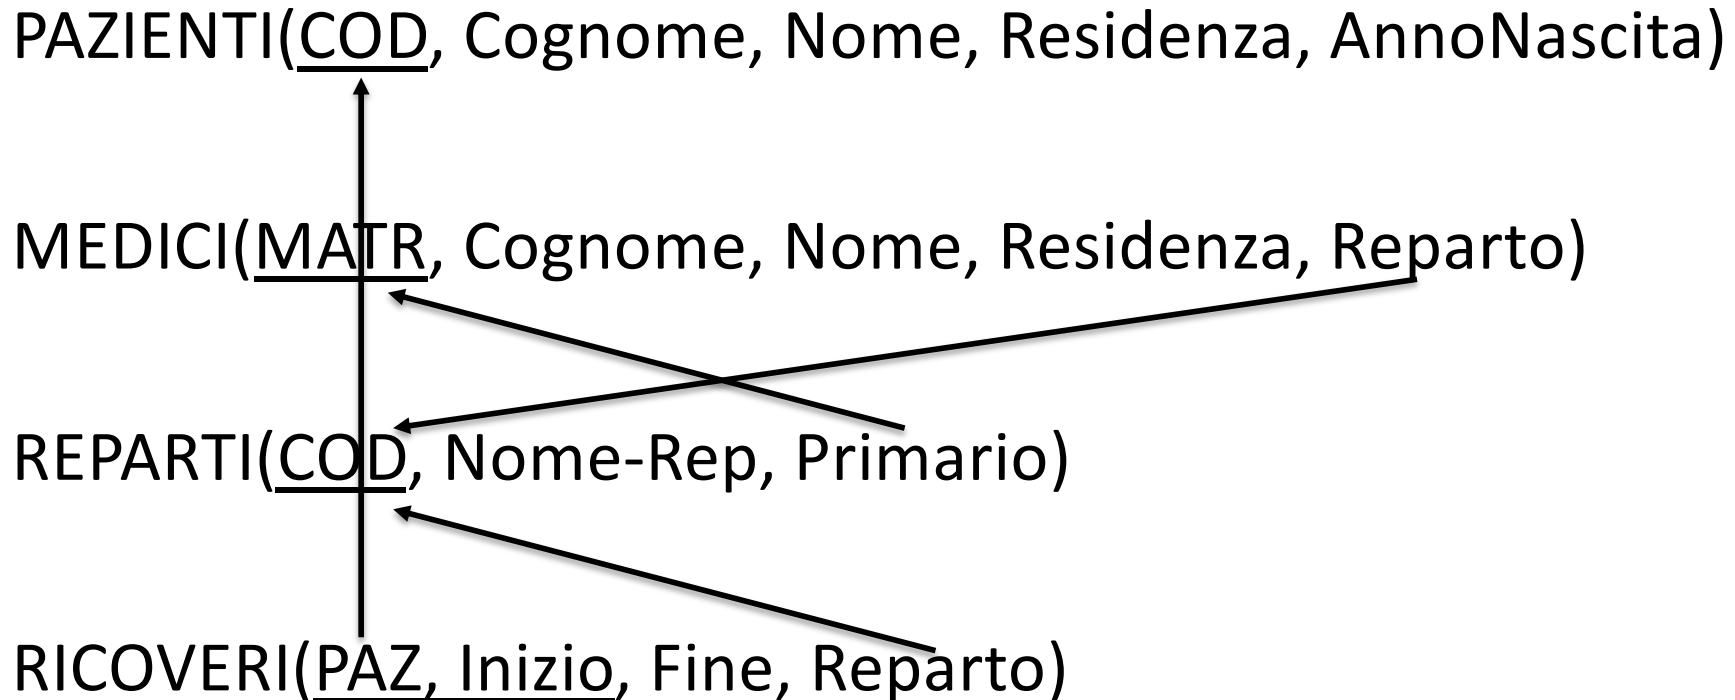 PAZIENTI(COD, Cognome, Nome, Residenza, AnnoNascita)
MEDICI(MATR, Cognome, Nome, Residenza, Reparto)
REPARTI(COD, Nome-Rep, Primario)
RICOVERI(PAZ, Inizio, Fine, Reparto)